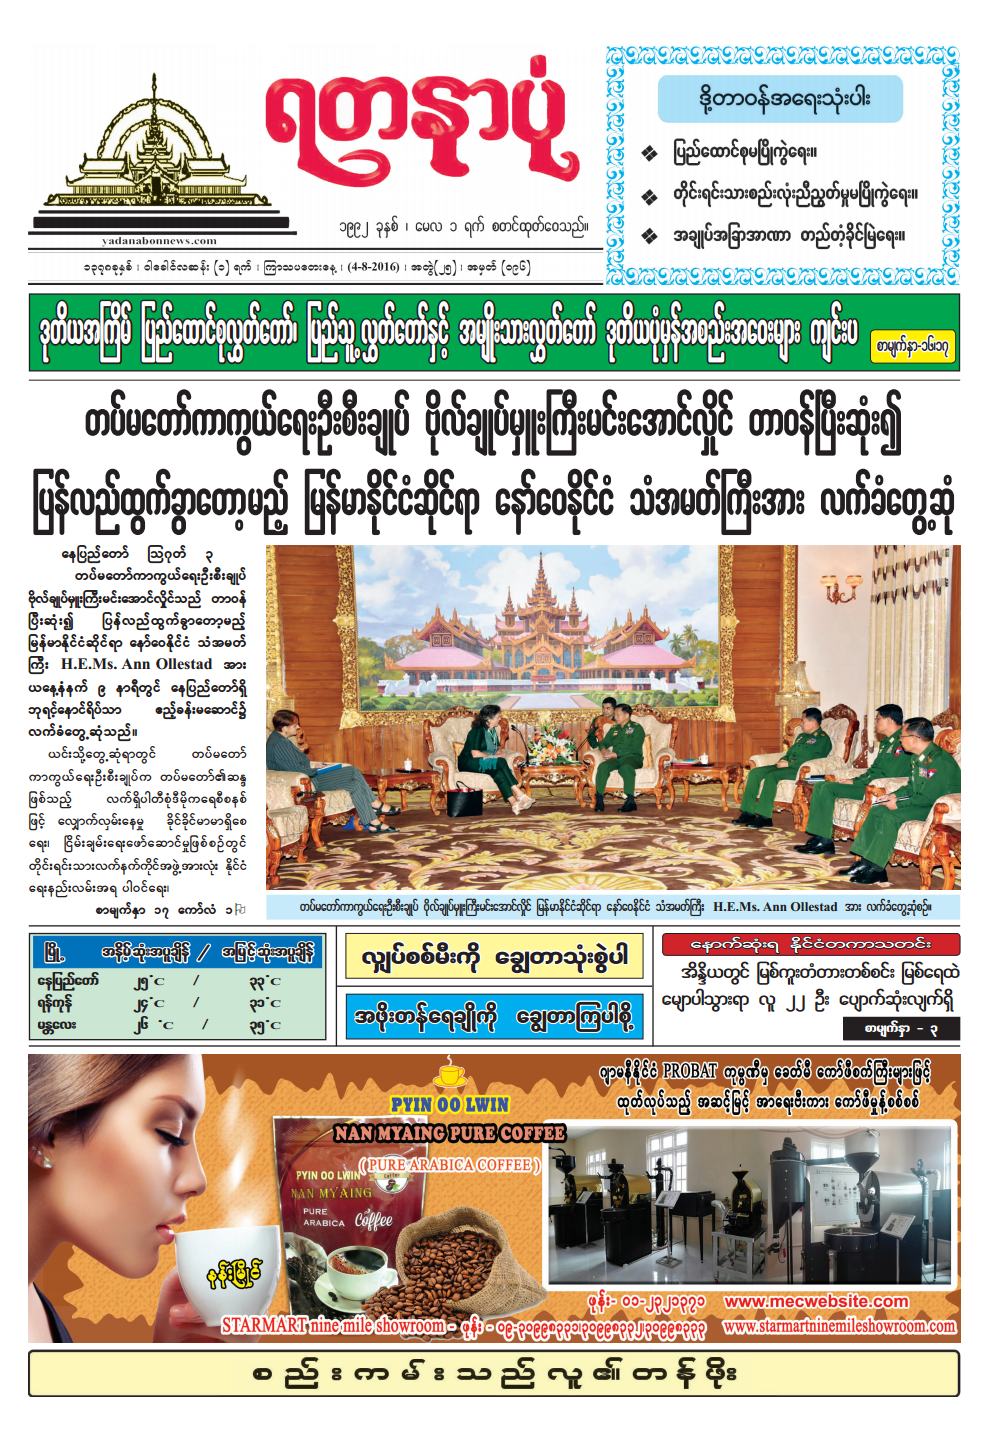 ရတနာပုံ
yadanabonnews.com
၁၉၉၂ ခုနှစ် ၊ မေလ ၁ ရက် စတင်ထုတ်ဝေသည်။
၁၃၇၈ခုနှစ် ၊ ဝါခေါင်လဆန်း (၁) ရက် ၊ ကြာသပတေးနေ့ ၊ (4-8-2016) ၊ အတွဲ(၂၅) ၊ အမှတ် (၁၉၆)
ဒို့တာဝန်အရေးသုံးပါး
❖ ပြည်ထောင်စုမပြိုကွဲရေး။
❖ တိုင်းရင်းသားစည်းလုံးညီညွတ်မှုမပြိုကွဲရေး။
❖ အချုပ်အခြာအာဏာ တည်တံ့ခိုင်မြဲရေး။
ဒုတိယအကြိမ် ပြည်ထောင်စုလွှတ်တော်၊ ပြည်သူ့လွှတ်တော်နှင့် အမျိုးသားလွှတ်တော် ဒုတိယပုံမှန်အစည်းအဝေးများ ကျင်းပ
စာမျက်နှာ-၁၆၊၁၇
တပ်မတော်ကာကွယ်ရေးဦးစီးချုပ် ဗိုလ်ချုပ်မှူးကြီးမင်းအောင်လှိုင် တာဝန်ပြီးဆုံး၍
ပြန်လည်ထွက်ခွာတော့မည့် မြန်မာနိုင်ငံဆိုင်ရာ နော်ဝေနိုင်ငံ သံအမတ်ကြီးအား လက်ခံတွေ့ဆုံ
နေပြည်တော် ဩဂုတ် ၃
တပ်မတော်ကာကွယ်ရေးဦးစီးချုပ်
ဗိုလ်ချုပ်မှူးကြီးမင်းအောင်လှိုင်သည် တာဝန်
ပြီးဆုံး၍ ပြန်လည်ထွက်ခွာတော့မည့်
မြန်မာနိုင်ငံဆိုင်ရာ နော်ဝေနိုင်ငံ သံအမတ်
ကြီး H.E.Ms. Ann Ollestad အား
ယနေ့နံနက် ၉ နာရီတွင် နေပြည်တော်ရှိ
ဘုရင့်နောင်ရိပ်သာ ဧည့်ခန်းမဆောင်၌
လက်ခံတွေ့ဆုံသည်။
ယင်းသို့တွေ့ဆုံရာတွင် တပ်မတော်
ကာကွယ်ရေးဦးစီးချုပ်က တပ်မတော်၏ဆန္ဒ
ဖြစ်သည့် လက်ရှိပါတီစုံဒီမိုကရေစီစနစ်
ဖြင့် လျှောက်လှမ်းနေမှု ခိုင်ခိုင်မာမာရှိစေ
ရေး၊ ငြိမ်းချမ်းရေးဖော်ဆောင်မှုဖြစ်စဉ်တွင်
တိုင်းရင်းသားလက်နက်ကိုင်အဖွဲ့အားလုံး နိုင်ငံ
ရေးနည်းလမ်းအရ ပါဝင်ရေး၊
စာမျက်နှာ ၁၇ ကော်လံ ၁
တပ်မတော်ကာကွယ်ရေးဦးစီးချုပ် ဗိုလ်ချုပ်မှူးကြီးမင်းအောင်လှိုင် မြန်မာနိုင်ငံဆိုင်ရာ နော်ဝေနိုင်ငံ သံအမတ်ကြီး H.E.Ms. Ann Ollestad အား လက်ခံတွေ့ဆုံစဉ်။
မြို့ အနိမ့်ဆုံးအပူချိန် / အမြင့်ဆုံးအပူချိန်
နေပြည်တော် ၂၅°C / ၃၃°C
ရန်ကုန် ၂၄°C / ၃၁°C
မန္တလေး ၂၆ °C / ၃၅°C
လျှပ်စစ်မီးကို ချွေတာသုံးစွဲပါ
အဖိုးတန်ရေချိုကို ချွေတာကြပါစို့
နောက်ဆုံးရ နိုင်ငံတကာသတင်း
အိန္ဒိယတွင် မြစ်ကူးတံတားတစ်စင်း မြစ်ရေထဲ
မျောပါသွားရာ လူ ၂၂ ဦး ပျောက်ဆုံးလျက်ရှိ
စာမျက်နှာ - ၃
PYIN OO LWIN
NAN MYAING PURE COFFEE
( PURE ARABICA COFFEE )
PYIN OO LWIN
NAN MYAING
PURE
ARABICA Coffee
နန်းမြိုင်
ဂျာမနီနိုင်ငံ PROBAT ကုမ္ပဏီမှ ခေတ်မီ ကော်ဖီစက်ကြီးများဖြင့်
ထုတ်လုပ်သည့် အဆင့်မြင့် အာရေးဗီးကား ကော်ဖီမှုန့်စစ်စစ်
ဖုန်း- ၀၁-၂၃၂၁၃၇၁ www.mecwebsite.com
STARMART nine mile showroom - ဖုန်း - ၀၉-၃၀၉၉၈၃၃၁၊၃၀၉၉၈၃၃၂၊၃၀၉၉၈၃၃၃ www.starmartninemileshowroom.com
စည်းကမ်းသည်လူ၏တန်ဖိုး